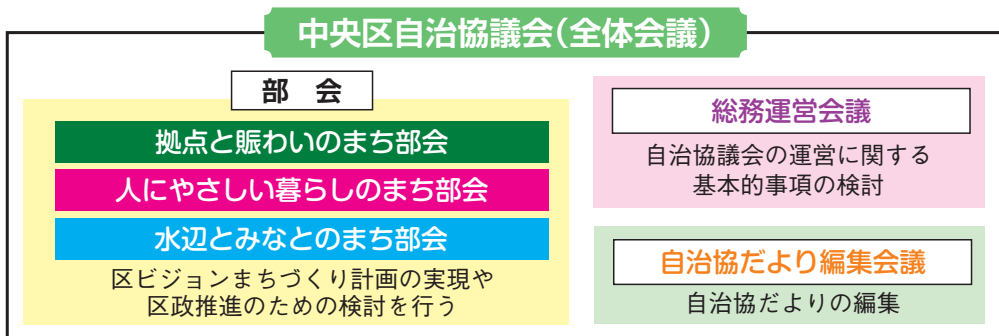 中央区自治協議会（全体会議）
部　会
拠点と賑わいのまち部会
人にやさしい暮らしのまち部会
水辺とみなとのまち部会
区ビジョンまちづくり計画の実現や
区政推進のための検討を行う
総務運営会議
自治協議会の運営に関する
基本的事項の検討
自治協だより編集会議
自治協だよりの編集